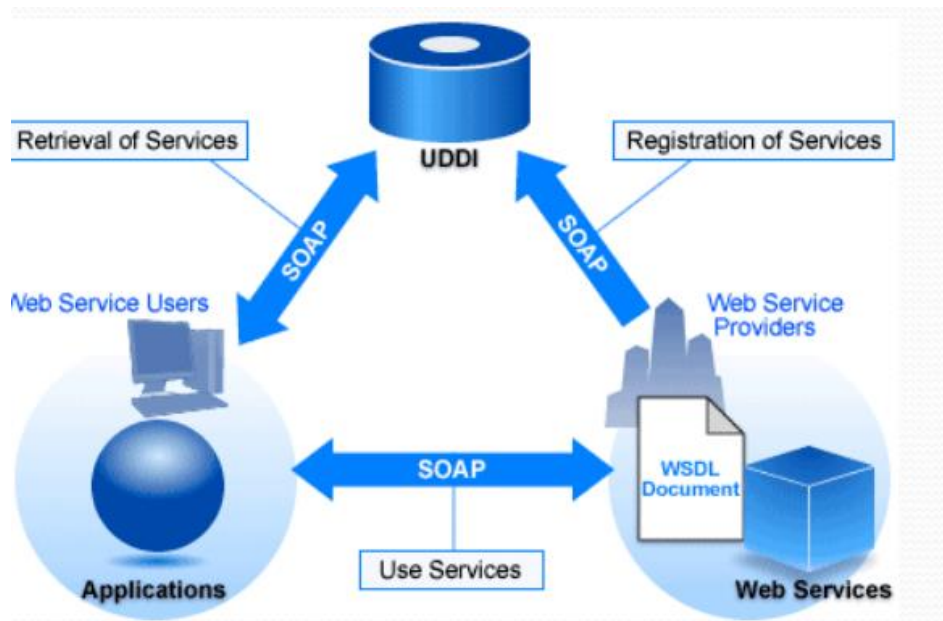 UDDI
Retrieval of Services
Registration of Services
SOAP
SOAP
Web Service Users
Web Service
Providers
SOAP
WSDL
Document
Use Services
Applications
Web Services